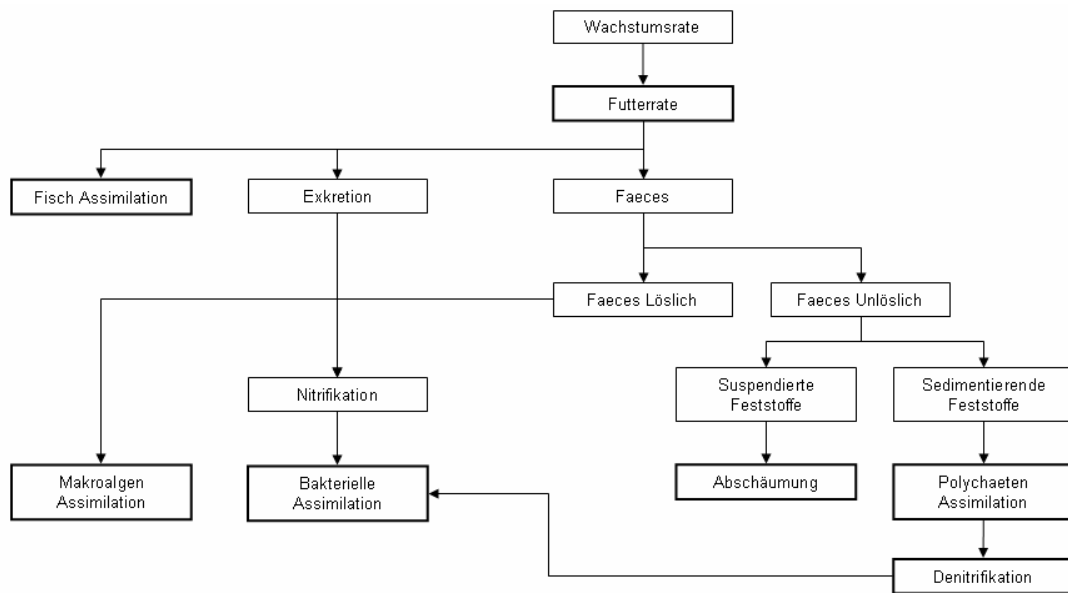 Wachstumsrate
Futterrate
Fisch Assimilation
Exkretion
Faeces
Faeces Löslich
Faeces Unlöslich
Nitrifikation
Suspendierte
Feststoffe
Sedimentierende
Feststoffe
Makroalgen
Assimilation
Bakterielle
Assimilation
Abschäumung
Polychaeten
Assimilation
Denitrifikation